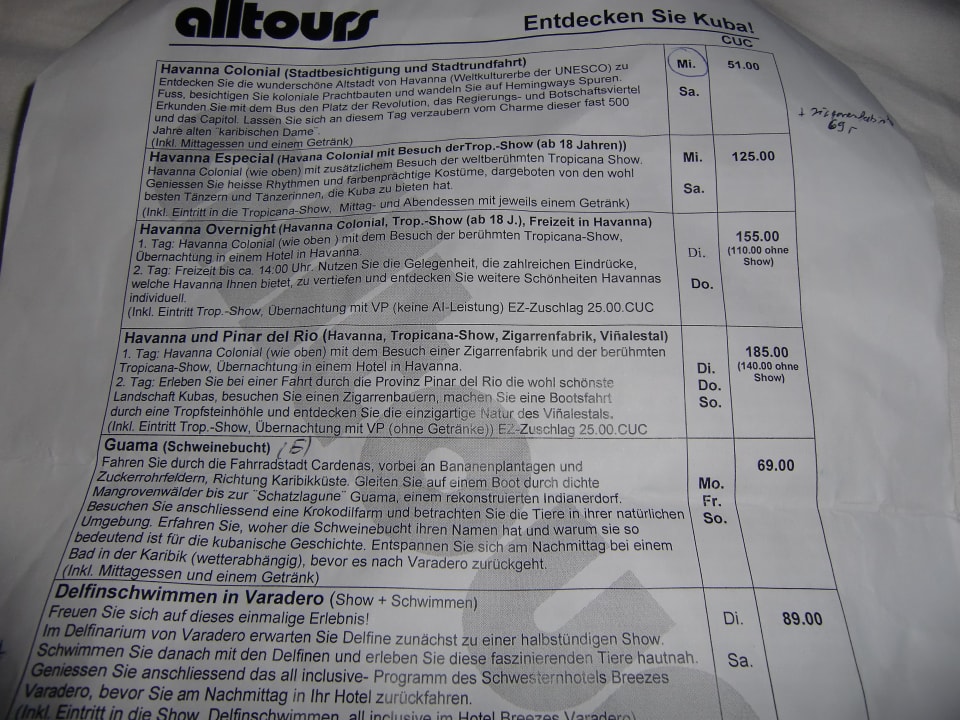 alltours
Entdecken Sie Kuba!
CUC
Havanna Colonial (Stadtbesichtigung und Stadtrundfahrt)
Entdecken Sie die wunderschöne Altstadt von Havanna (Weltkulturerbe der UNESCO) zu
Fuss, besichtigen Sie koloniale Prachtbauten und wandeln Sie auf Hemingways Spuren.
Erkunden Sie mit dem Bus den Platz der Revolution, das Regierungs- und Botschaftsviertel
und das Capitol. Lassen Sie sich an diesem Tag verzaubern vom Charme dieser fast 500
Jahre alten ¨karibischen Dame¨.
(Inkl. Mittagessen und einem Getränk)
Mi.
Sa.
51.00
69,-
Havanna Especial (Havana Colonial mit Besuch derTrop.-Show (ab 18 Jahren))
Havanna Colonial (wie oben) mit zusätzlichem Besuch der weltberühmten Tropicana Show.
Geniessen Sie heisse Rhythmen und farbenprächtige Kostüme, dargeboten von den wohl
besten Tänzern und Tänzerinnen, die Kuba zu bieten hat.
(Inkl. Eintritt in die Tropicana-Show, Mittag- und Abendessen mit jeweils einem Getränk)
Mi.
Sa.
125.00
Havanna Overnight (Havanna Colonial, Trop.-Show (ab 18 J.), Freizeit in Havanna)
1. Tag: Havanna Colonial (wie oben ) mit dem Besuch der berühmten Tropicana-Show,
Übernachtung in einem Hotel in Havanna.
2. Tag: Freizeit bis ca. 14:00 Uhr. Nutzen Sie die Gelegenheit, die zahlreichen Eindrücke,
welche Havanna Ihnen bietet, zu vertiefen und entdecken Sie weitere Schönheiten Havannas
individuell.
(Inkl. Eintritt Trop.-Show, Übernachtung mit VP (keine AI-Leistung) EZ-Zuschlag 25.00.CUC
Di.
Do.
155.00
(110.00 ohne
Show)
Havanna und Pinar del Rio (Havanna, Tropicana-Show, Zigarrenfabrik, Viñalestal)
1. Tag: Havanna Colonial (wie oben) mit dem Besuch einer Zigarrenfabrik und der berühmten
Tropicana-Show, Übernachtung in einem Hotel in Havanna.
2. Tag: Erleben Sie bei einer Fahrt durch die Provinz Pinar del Rio die wohl schönste
Landschaft Kubas, besuchen Sie einen Zigarrenbauern, machen Sie eine Bootsfahrt
durch eine Tropfsteinhöhle und entdecken Sie die einzigartige Natur des Viñalestals.
(Inkl. Eintritt Trop.-Show, Übernachtung mit VP (ohne Getränke)) EZ-Zuschlag 25.00.CUC
Di.
Do.
So.
185.00
(140.00 ohne
Show)
Guama (Schweinebucht) (E)
Fahren Sie durch die Fahrradstadt Cardenas, vorbei an Bananenplantagen und
Zuckerrohrfeldern, Richtung Karibikküste. Gleiten Sie auf einem Boot durch dichte
Mangrovenwälder bis zur ¨Schatzlagune¨ Guama, einem rekonstruierten Indianerdorf.
Besuchen Sie anschliessend eine Krokodilfarm und betrachten Sie die Tiere in ihrer natürlichen
Umgebung. Erfahren Sie, woher die Schweinebucht ihren Namen hat und warum sie so
bedeutend ist für die kubanische Geschichte. Entspannen Sie sich am Nachmittag bei einem
Bad in der Karibik (wetterabhängig), bevor es nach Varadero zurückgeht.
(Inkl. Mittagessen und einem Getränk)
Mo.
Fr.
So.
69.00
Delfinschwimmen in Varadero (Show + Schwimmen)
Freuen Sie sich auf dieses einmalige Erlebnis!
Im Delfinarium von Varadero erwarten Sie Delfine zunächst zu einer halbstündigen Show.
Schwimmen Sie danach mit den Delfinen und erleben Sie diese faszinierenden Tiere hautnah.
Geniessen Sie anschliessend das all inclusive- Programm des Schwesternhotels Breezes
Varadero, bevor Sie am Nachmittag in Ihr Hotel zurückfahren.
(Inkl. Eintritt in die Show, Delfinschwimmen, all inclusive im Hotel Breezes Varadero)
Di.
Sa.
89.00